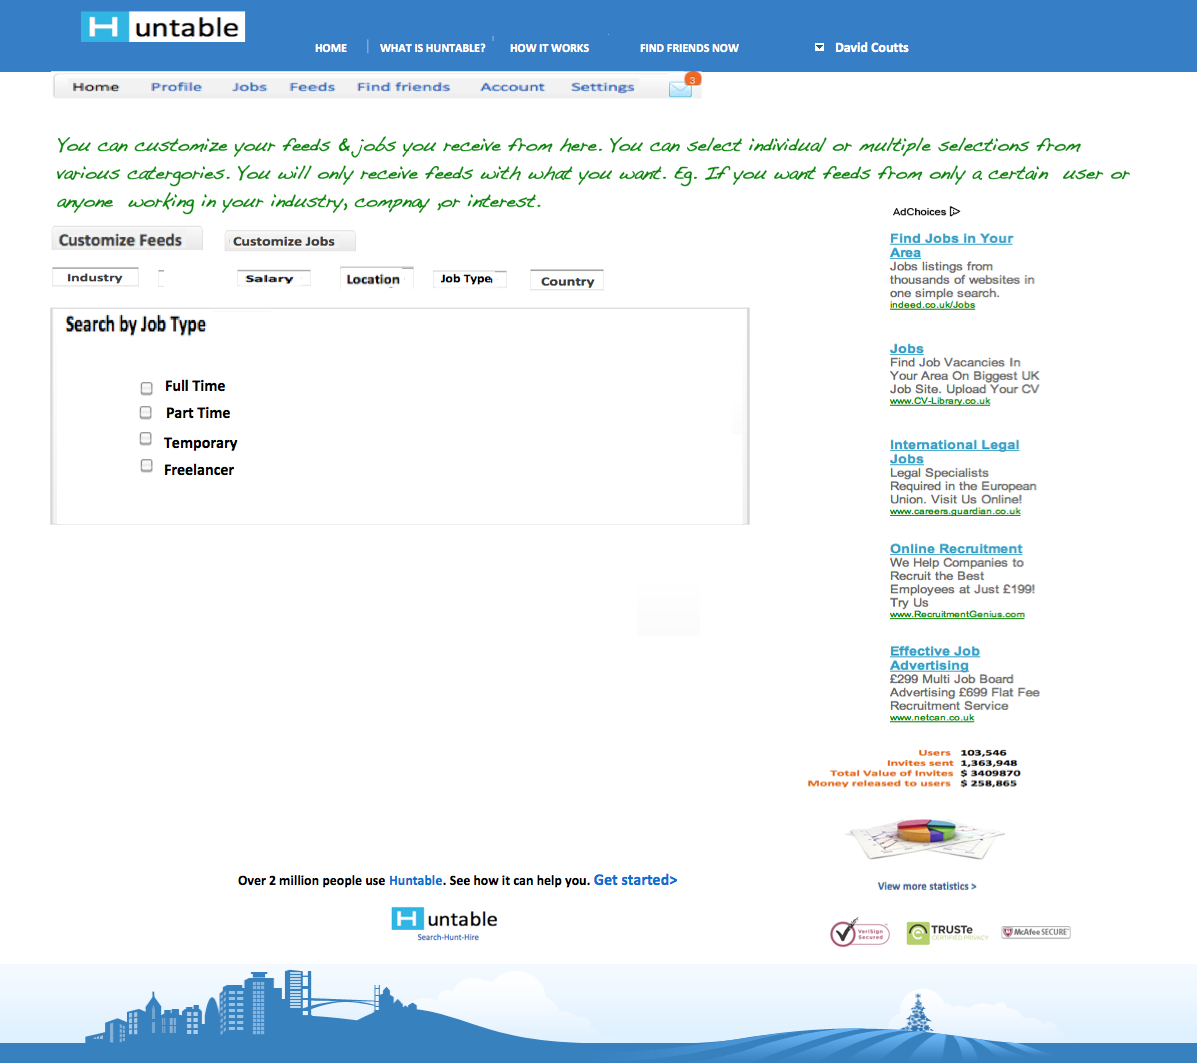 H untable
HOME WHAT IS HUNTABLE? HOW IT WORKS FIND FRIENDS NOW David Coutts
Home Profile Jobs Feeds Find friends Account Settings 3
You can customize your feeds & jobs you receive from here. You can select individual or multiple selections from
various catergories. You will only receive feeds with what you want. Eg. If you want feeds from only a certain user or
anyone working in your industry, compnay ,or interest.
Customize Feeds Customize Jobs
Industry Salary Location Job Type Country
Search by Job Type
Full Time
Part Time
Temporary
Freelancer
AdChoices
Find Jobs in Your
Area
Jobs listings from
thousands of websites in
one simple search.
indeed.co.uk/Jobs
Jobs
Find Job Vacancies In
Your Area On Biggest UK
Job Site. Upload Your CV
www.CV-Library.co.uk
International Legal
Jobs
Legal Specialists
Required in the European
Union. Visit Us Online!
www.careers.guardian.co.uk
Online Recruitment
We Help Companies to
Recruit the Best
Employees at Just £199!
Try Us
www.RecruitmentGenius.com
Effective Job
Advertising
£299 Multi Job Board
Advertising £699 Flat Fee
Recruitment Service
www.netcan.co.uk
Users 103,546
Invites sent 1,363,948
Total Value of Invites $ 3409870
Money released to users $ 258,865
View more statistics >
Over 2 million people use Huntable. See how it can help you. Get started>
H untable
Search-Hunt-Hire
VeriSign
Secured
TRUSTe
CERTIFIED PRIVACY
McAfee SECURE